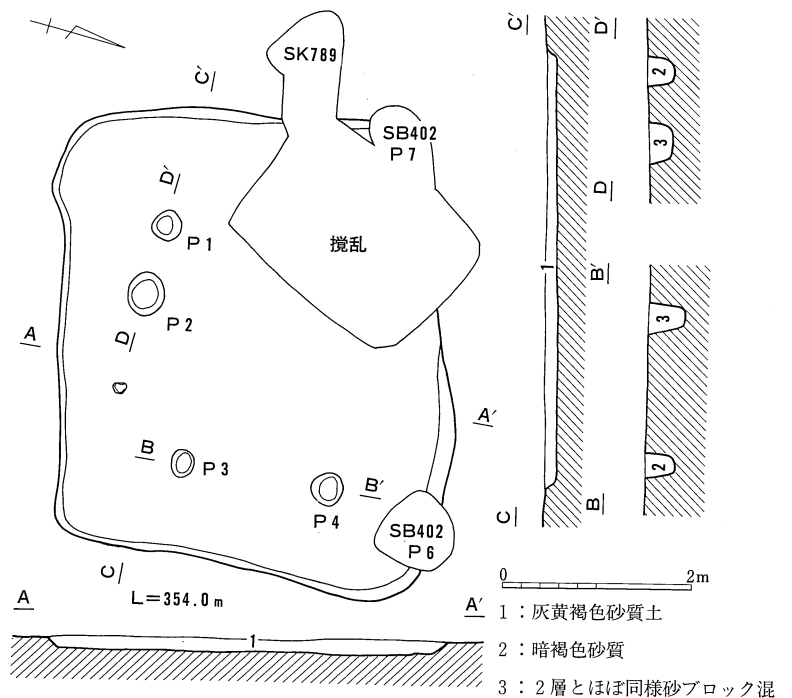 SK789
C′
SB402
P7
D′
P1
撹乱
P2
D
A
A′
B
P3
B′
P4
SB402
P6
C
L=354.0m
A
A′
1
C′
1
C
D′
2
3
D
B′
3
2
B
0 2m
1：灰黄褐色砂質土
2：暗褐色砂質
3：2層とほぼ同様砂ブロック混